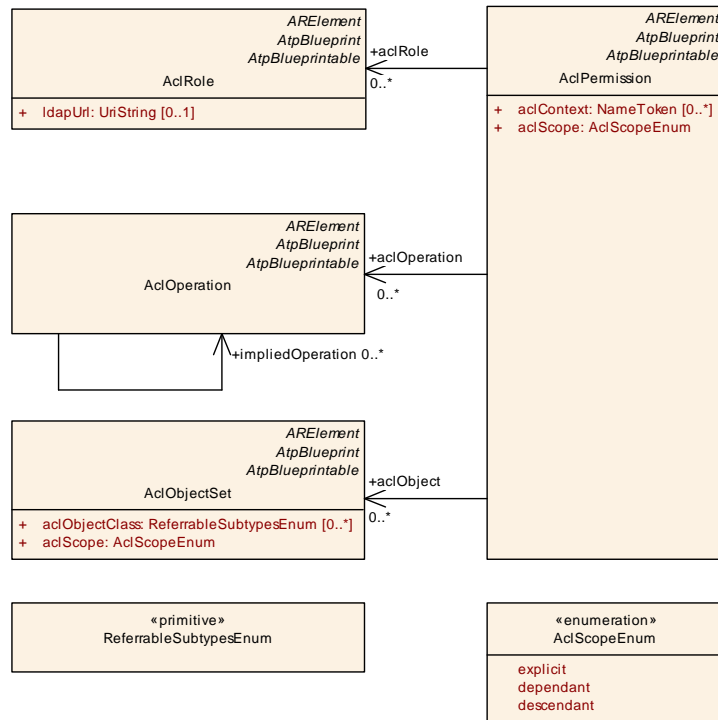 ARElement
AtpBlueprint
AtpBlueprintable
AclRole
+ ldapUrl: UriString [0..1]
+aclRole
0..*
ARElement
AtpBlueprint
AtpBlueprintable
AclPermission
+ aclContext: NameToken [0..*]
+ aclScope: AclScopeEnum
ARElement
AtpBlueprint
AtpBlueprintable
AclOperation
+aclOperation
0..*
+impliedOperation 0..*
ARElement
AtpBlueprint
AtpBlueprintable
AclObjectSet
+ aclObjectClass: ReferrableSubtypesEnum [0..*]
+ aclScope: AclScopeEnum
+aclObject
0..*
«primitive»
ReferrableSubtypesEnum
«enumeration»
AclScopeEnum
explicit
dependant
descendant